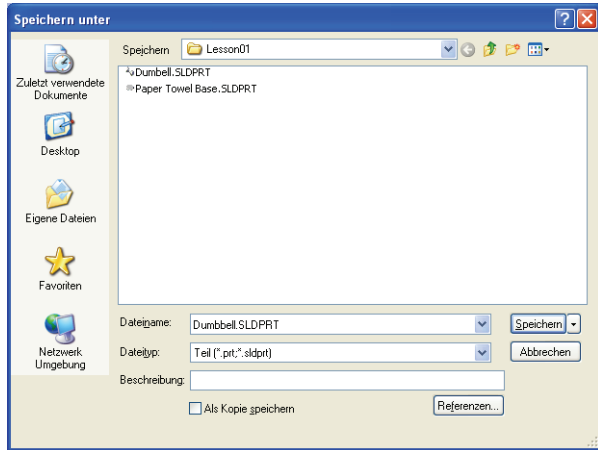 Speichern unter
Speichern
Lesson01
Dumbell.SLDPRT
Paper Towel Base.SLDPRT
Zuletzt verwendete
Dokumente
Desktop
Eigene Dateien
Favoriten
Netzwerk
Umgebung
Dateiname:
Dumbbell.SLDPRT
Speichern
Dateityp:
Teil (*.prt;*.sldprt)
Abbrechen
Beschreibung:
Als Kopie speichern
Referenzen...